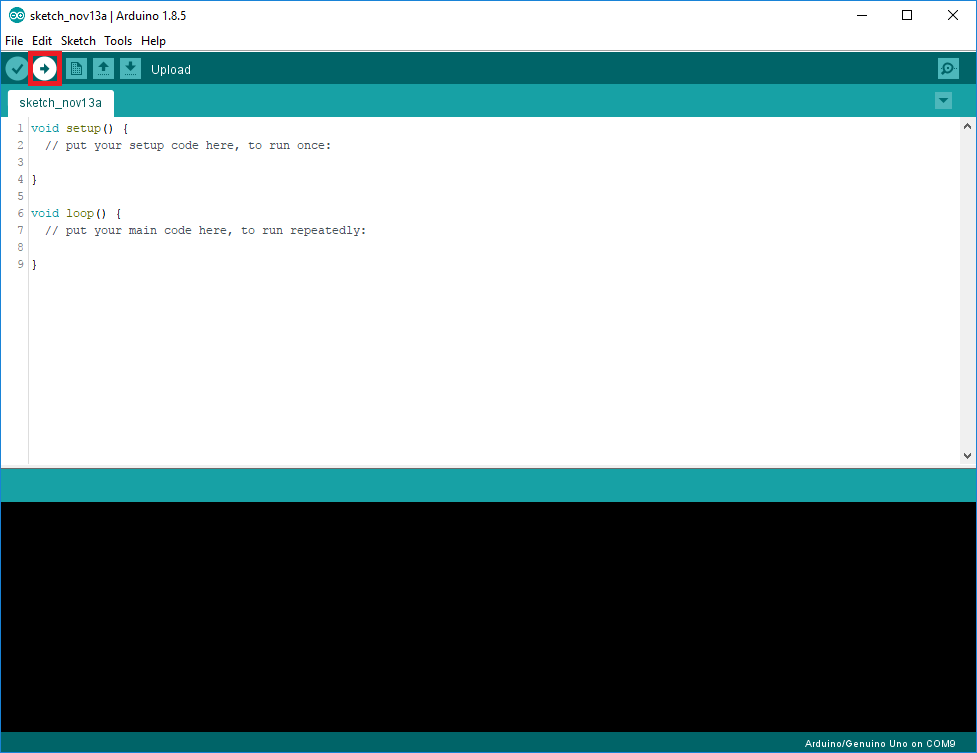 sketch_nov13a | Arduino 1.8.5
File Edit Sketch Tools Help
Upload
sketch_nov13a
1 void setup() {
2   // put your setup code here, to run once:
3
4 }
5
6 void loop() {
7   // put your main code here, to run repeatedly:
8
9 }
Arduino/Genuino Uno on COM9